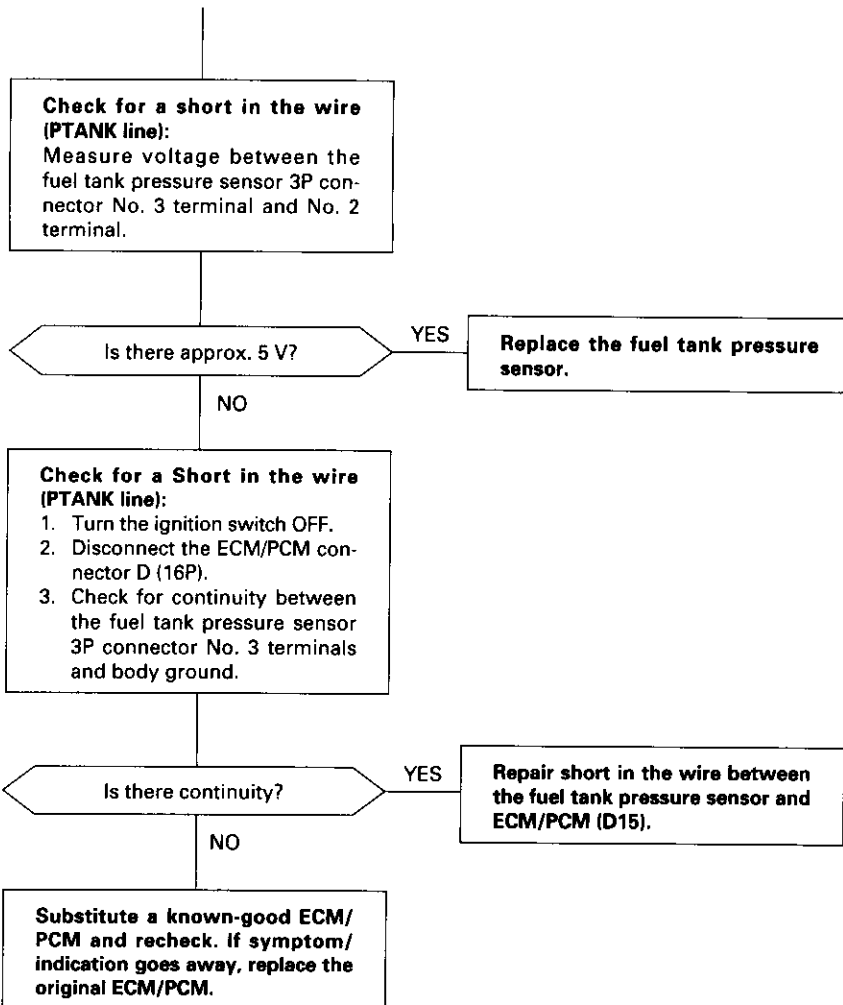 Check for a short in the wire
(PTANK line):
Measure voltage between the
fuel tank pressure sensor 3P con-
nector No. 3 terminal and No. 2
terminal.
Is there approx. 5 V?
YES
Replace the fuel tank pressure
sensor.
NO
Check for a Short in the wire
(PTANK line):
1. Turn the ignition switch OFF.
2. Disconnect the ECM/PCM con-
nector D (16P).
3. Check for continuity between
the fuel tank pressure sensor
3P connector No. 3 terminals
and body ground.
Is there continuity?
YES
Repair short in the wire between
the fuel tank pressure sensor and
ECM/PCM (D15).
NO
Substitute a known-good ECM/
PCM and recheck. If symptom/
indication goes away, replace the
original ECM/PCM.